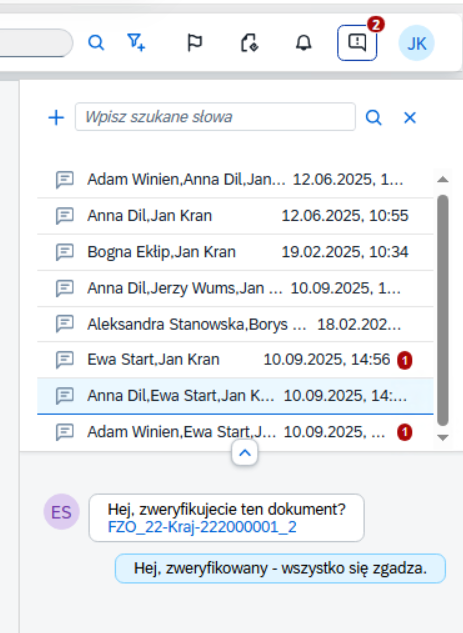 2
JK
Wpisz szukane słowa
Adam Winien,Anna Dil,Jan... 12.06.2025, 1...
Anna Dil,Jan Kran 12.06.2025, 10:55
Bogna Ekłip,Jan Kran 19.02.2025, 10:34
Anna Dil,Jerzy Wums,Jan ... 10.09.2025, 1...
Aleksandra Stanowska,Borys ... 18.02.202...
Ewa Start,Jan Kran 10.09.2025, 14:56 1
Anna Dil,Ewa Start,Jan K... 10.09.2025, 14:...
Adam Winien,Ewa Start,J... 10.09.2025, ... 1
ES
Hej, zweryfikujecie ten dokument?
FZO_22-Kraj-222000001_2
Hej, zweryfikowany - wszystko się zgadza.